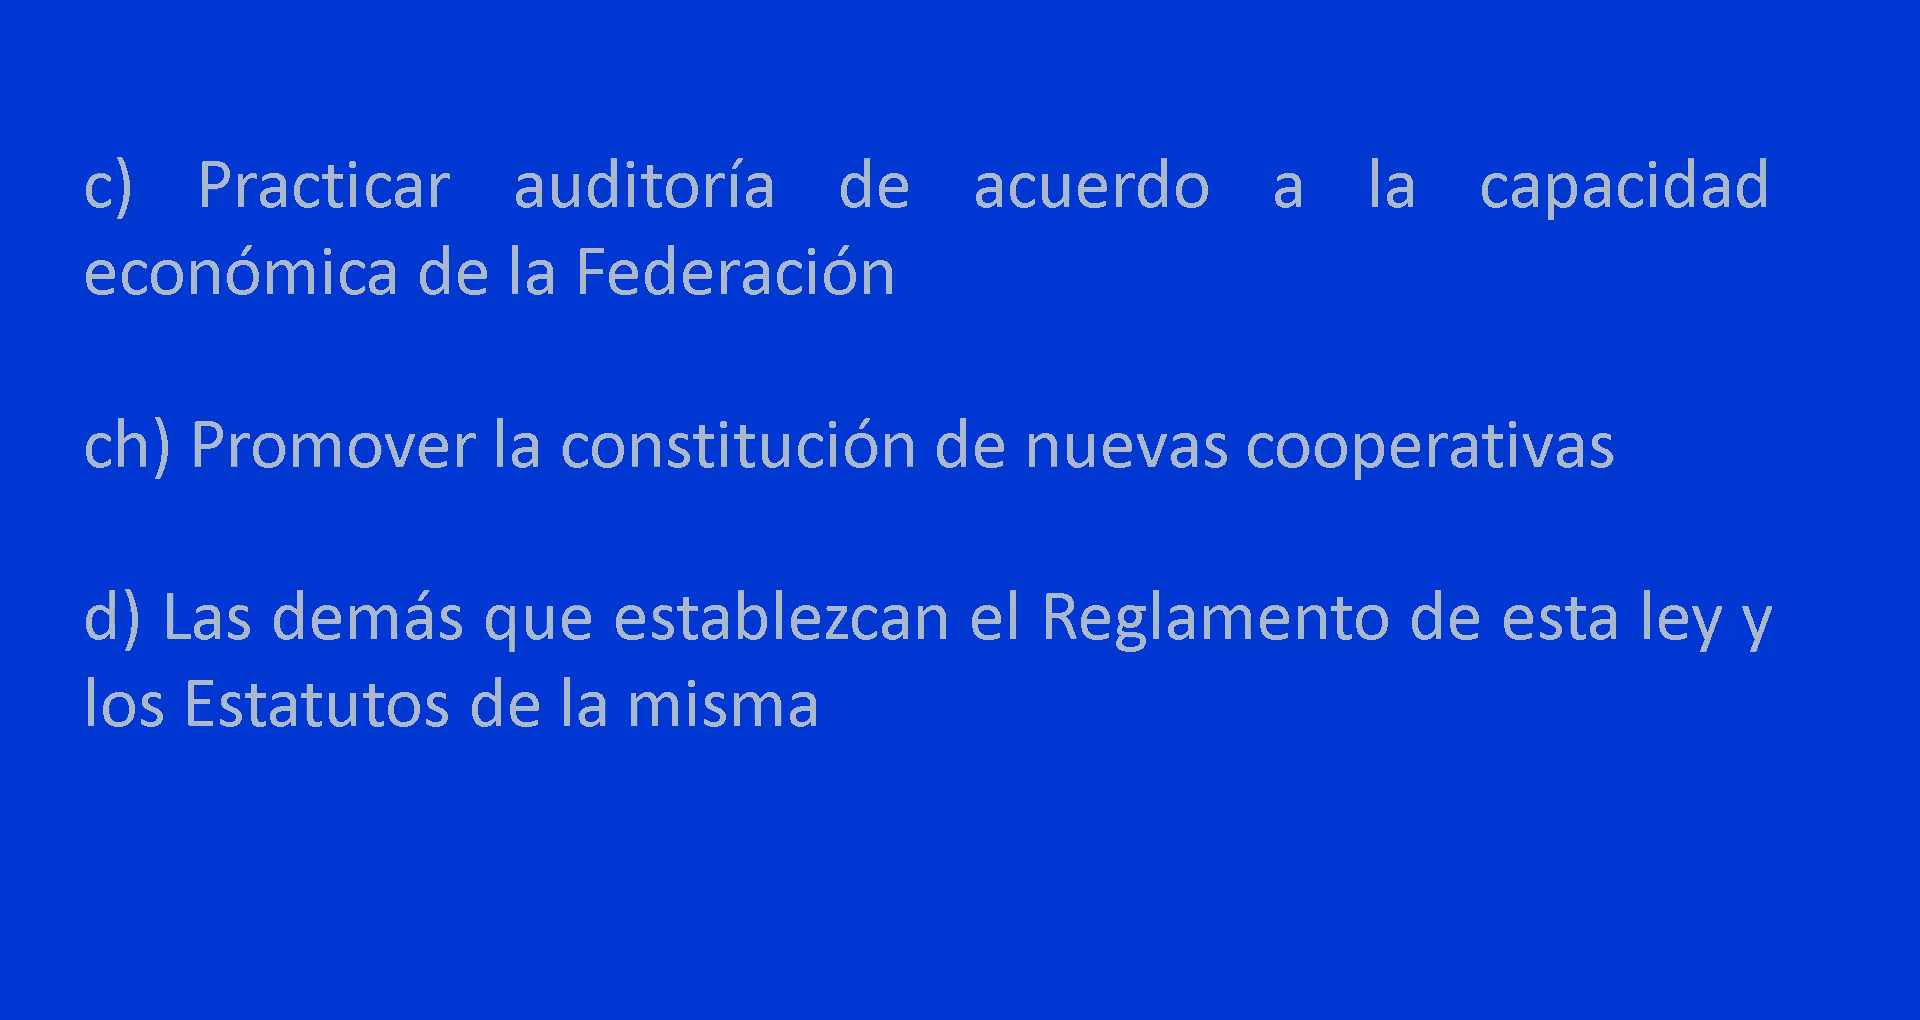 c) Practicar auditoría de acuerdo a la capacidad
económica de la Federación
ch) Promover la constitución de nuevas cooperativas
d) Las demás que establezcan el Reglamento de esta ley y
los Estatutos de la misma